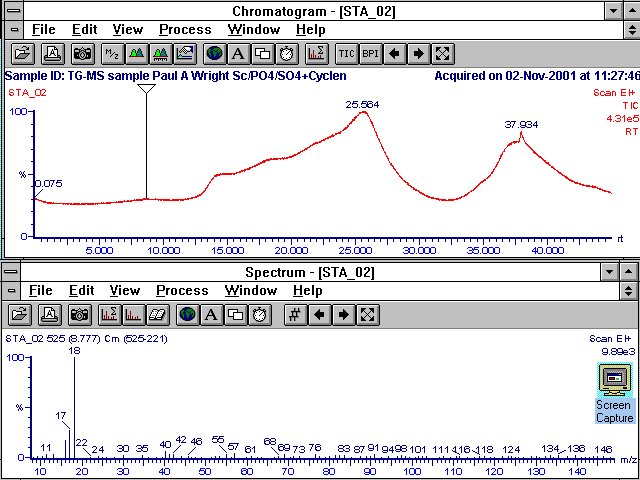 Chromatogram - [STA_02]
File Edit View Process Window Help
M/z TIC BPI
Sample ID: TG-MS sample Paul A Wright Sc/PO4/SO4+Cyclen Acquired on 02-Nov-2001 at 11:27:46
STA_02 Scan EI+
TIC
4.31e5
RT
100
25.564
37.934
%
0.075
0
5.000 10.000 15.000 20.000 25.000 30.000 35.000 40.000 rt
Spectrum - [STA_02]
File Edit View Process Window Help
A #
STA_02 525 (8.777) Cm (525-221) Scan EI+
9.89e3
100
18
%
17
Screen
Capture
11 22 24 30 35 40 42 46 55 57 61 68 69 73 76 83 87 91 94 98 101 111 116 118 124 134 136 146
0
10 20 30 40 50 60 70 80 90 100 110 120 130 140 m/z